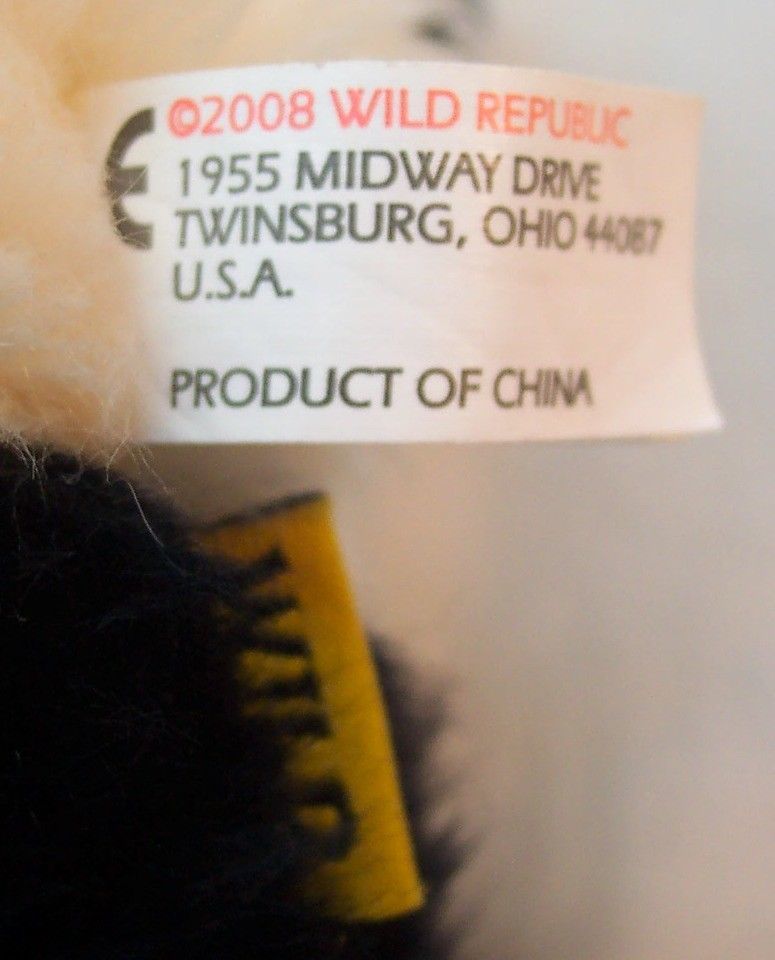 ©2008 WILD REPUBLIC
1955 MIDWAY DRIVE
TWINSBURG, OHIO 44087
U.S.A.
PRODUCT OF CHINA